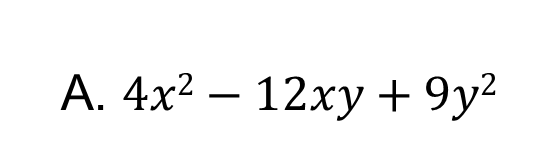 A. 4x² − 12xy + 9y²